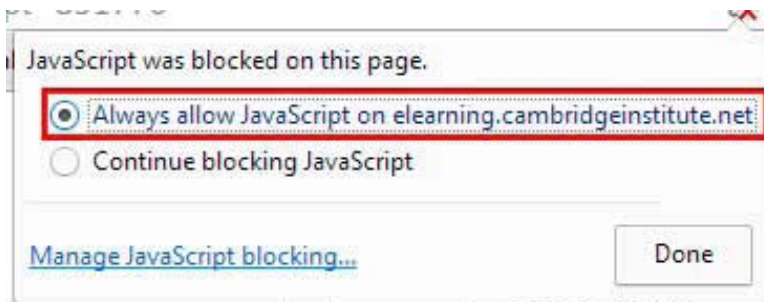 JavaScript was blocked on this page.
Always allow JavaScript on elearning.cambridgeinstitute.net
Continue blocking JavaScript
Manage JavaScript blocking...
Done